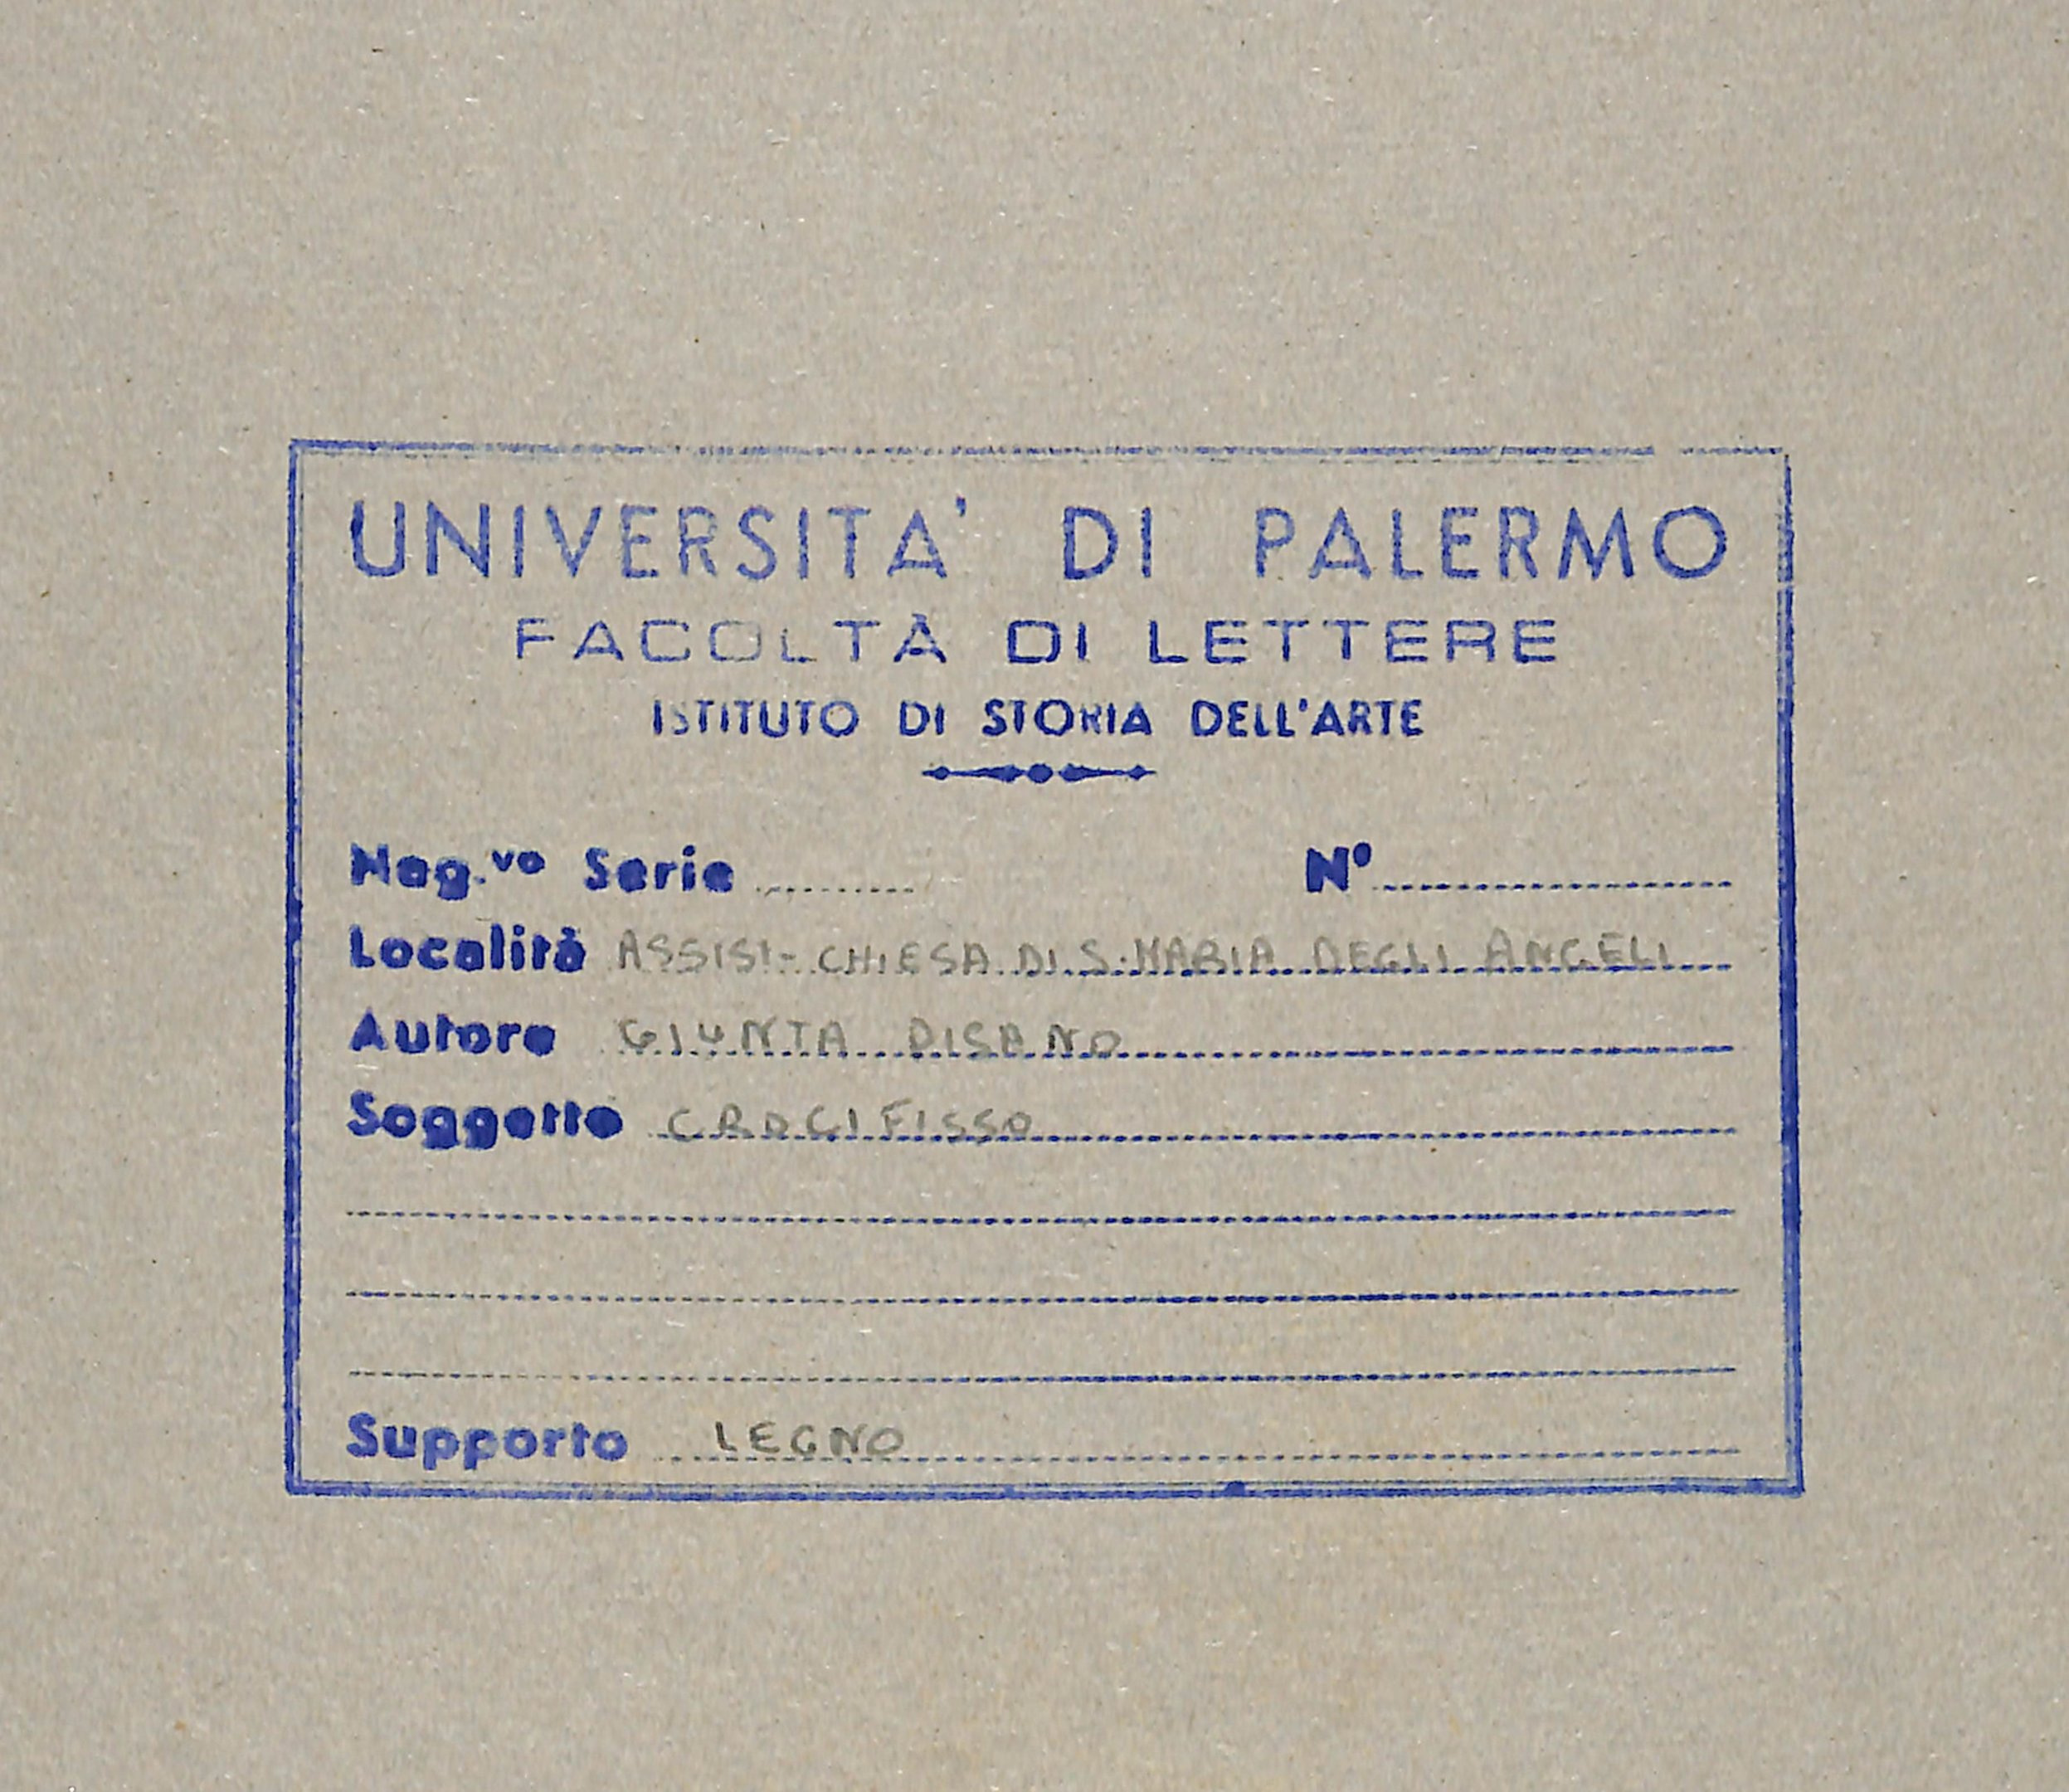 UNIVERSITA' DI PALERMO
FACOLTÀ DI LETTERE
ISTITUTO DI STORIA DELL'ARTE
Neg.vo Serie .......... N° ....................
Località ASSISI - CHIESA DI S. MARIA DEGLI ANGELI
Autore GIUNTA PISANO
Soggetto CROCIFISSO
Supporto LEGNO